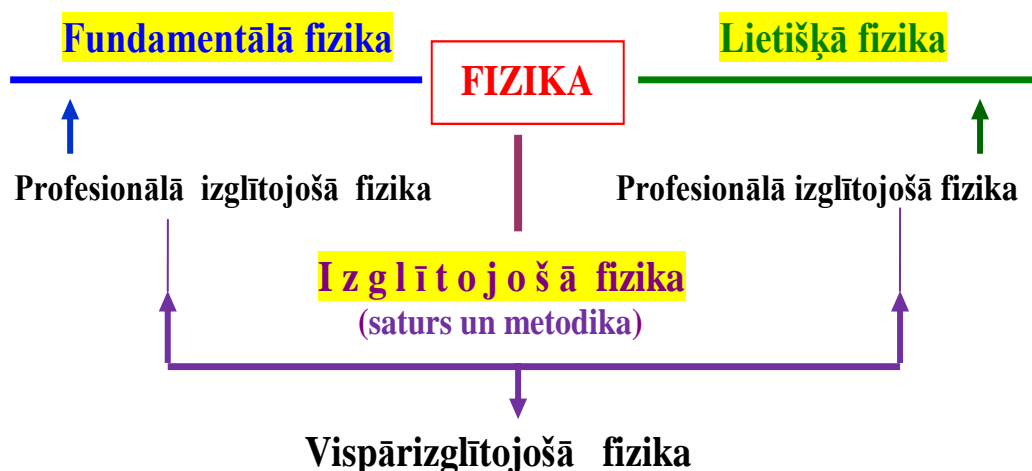 Fundamentālā fizika
Lietišķā fizika
FIZIKA
Profesionālā izglītojošā fizika
Profesionālā izglītojošā fizika
I z g l ī t o j o š ā fizika
(saturs un metodika)
Vispārizglītojošā fizika